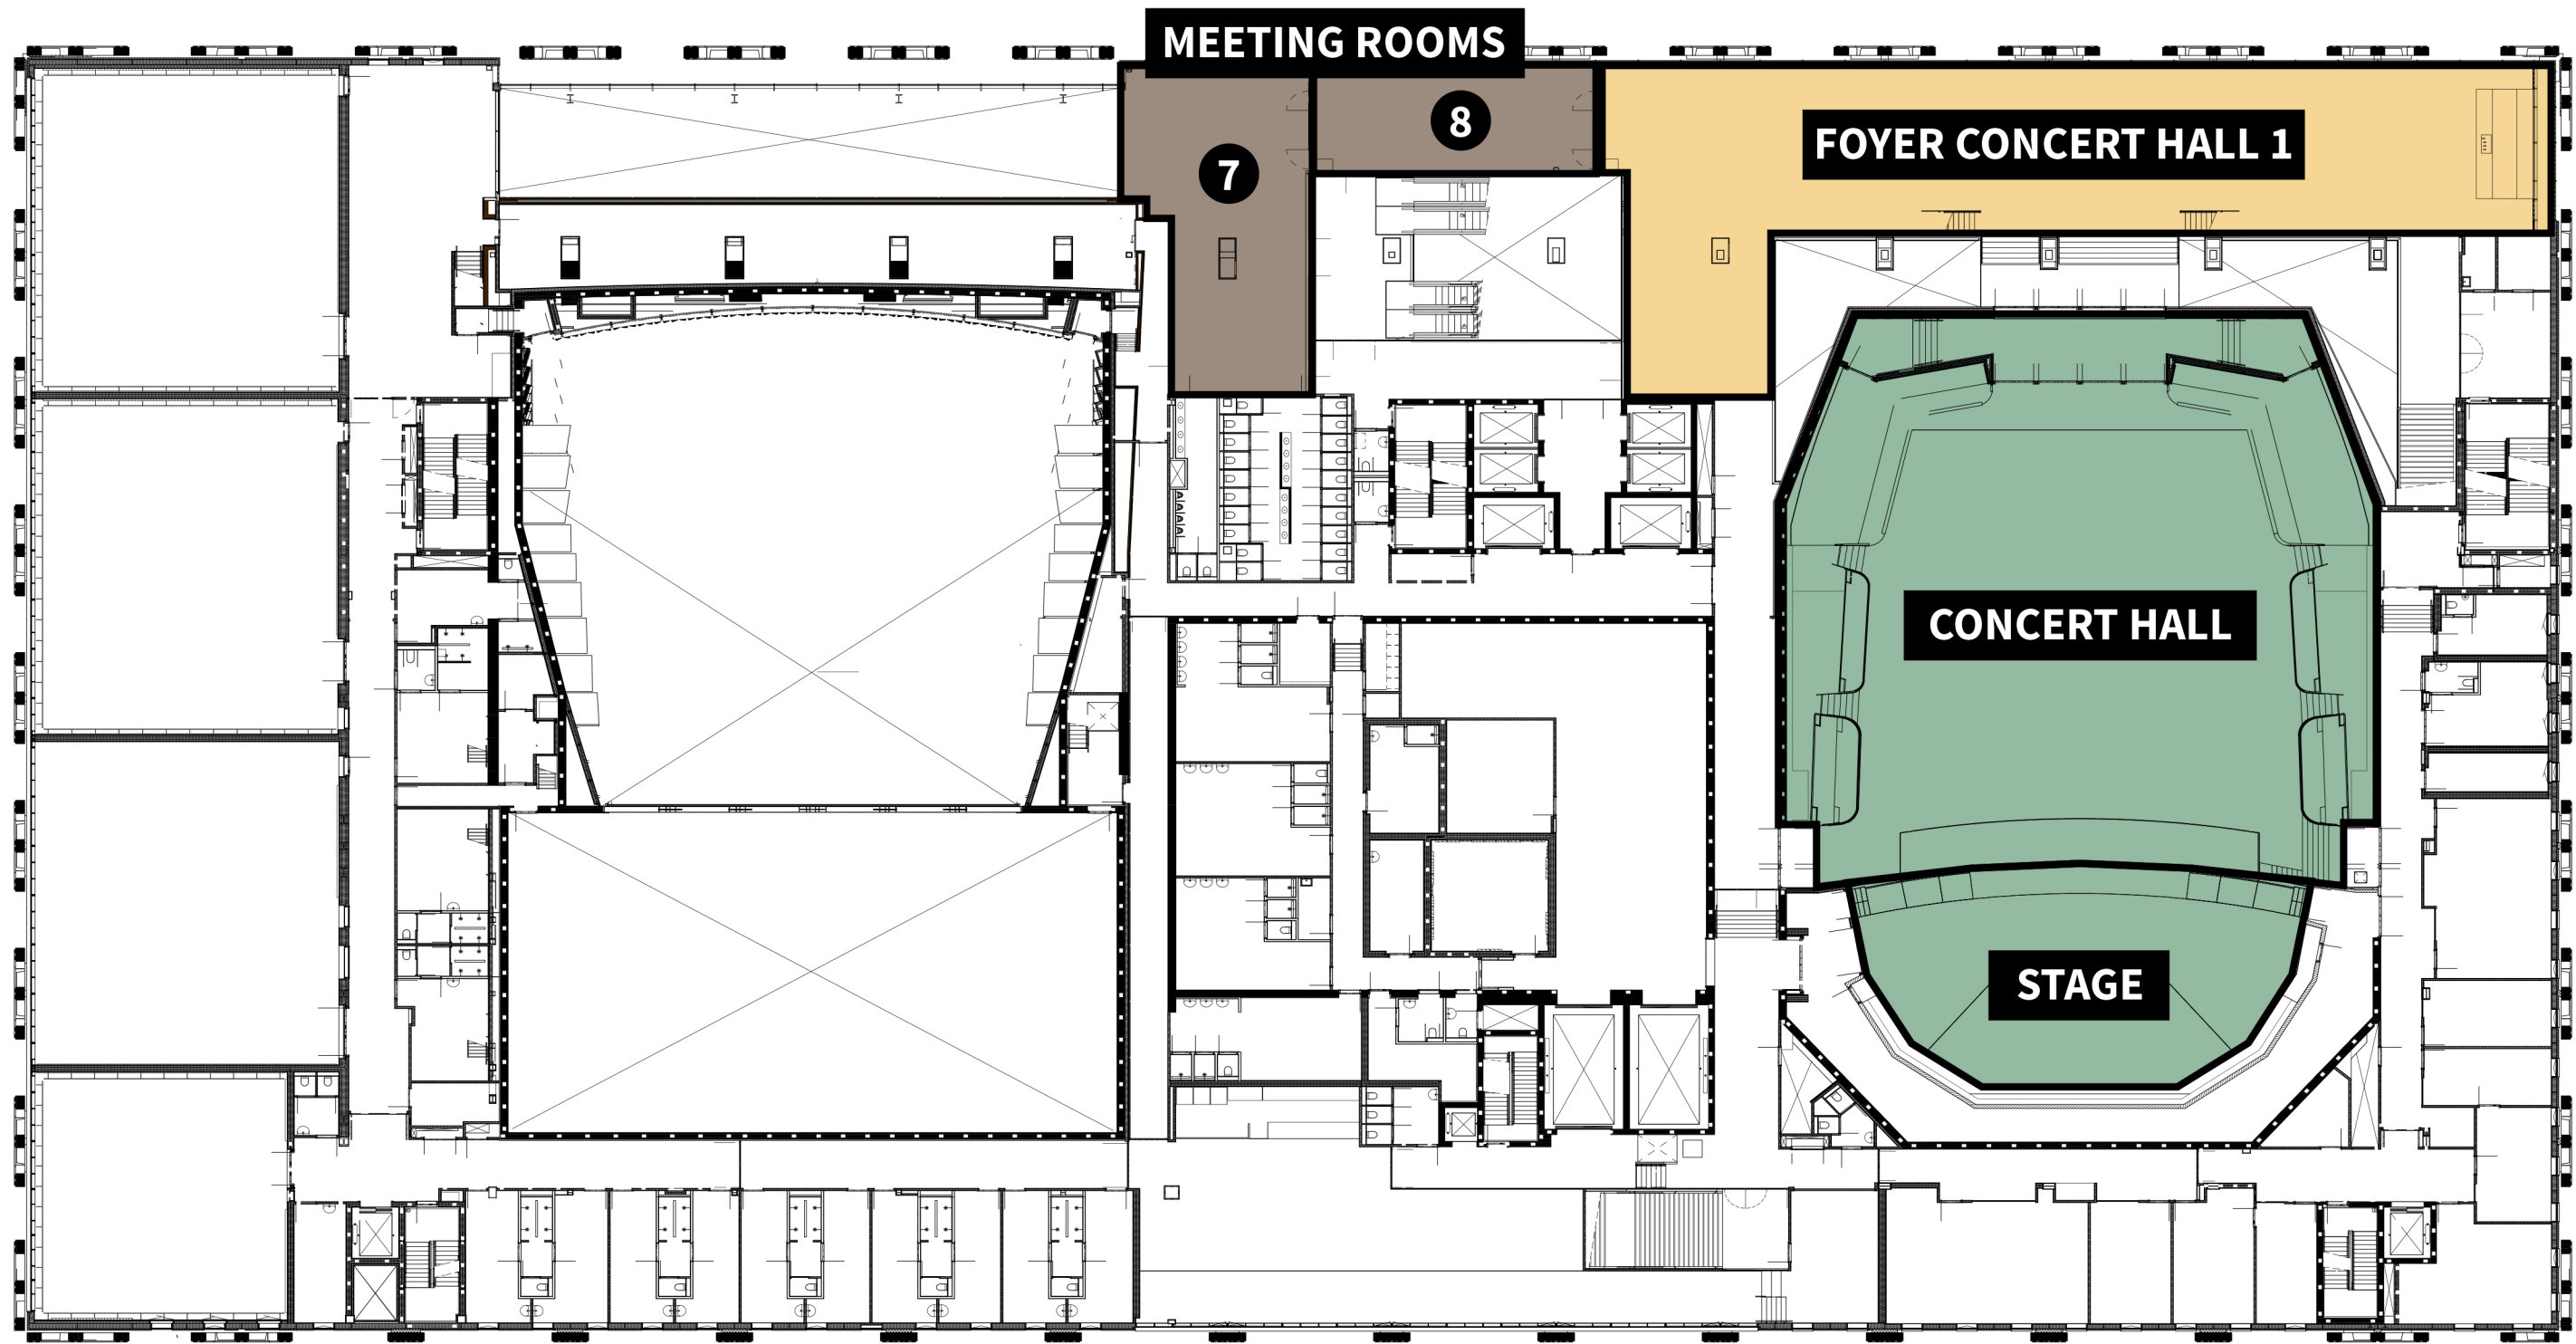 MEETING ROOMS
8
7
FOYER CONCERT HALL 1
CONCERT HALL
STAGE